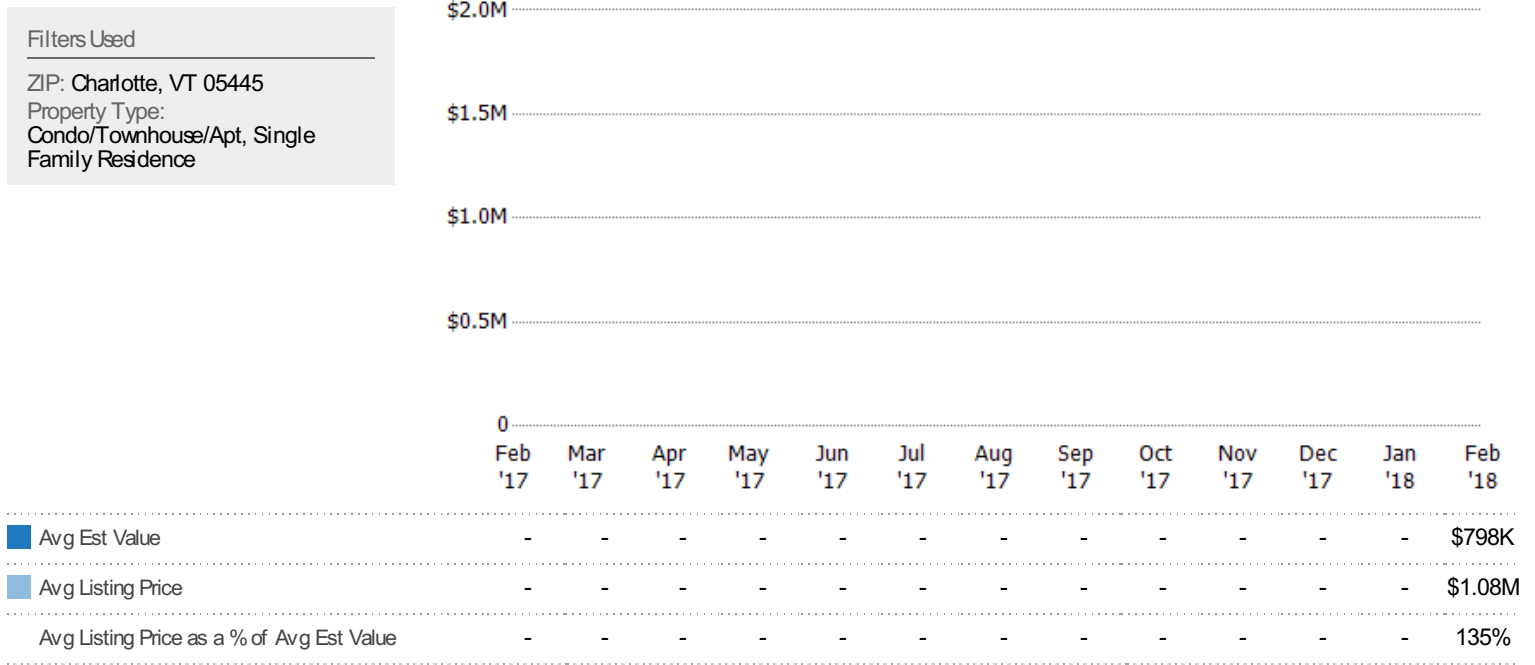 Filters Used
ZIP: Charlotte, VT 05445
Property Type:
Condo/Townhouse/Apt, Single
Family Residence
$2.0M
$1.5M
$1.0M
$0.5M
0
Feb Mar Apr May Jun Jul Aug Sep Oct Nov Dec Jan Feb
'17 '17 '17 '17 '17 '17 '17 '17 '17 '17 '17 '18 '18
Avg Est Value - - - - - - - - - - - - $798K
Avg Listing Price - - - - - - - - - - - - $1.08M
Avg Listing Price as a % of Avg Est Value - - - - - - - - - - - - 135%